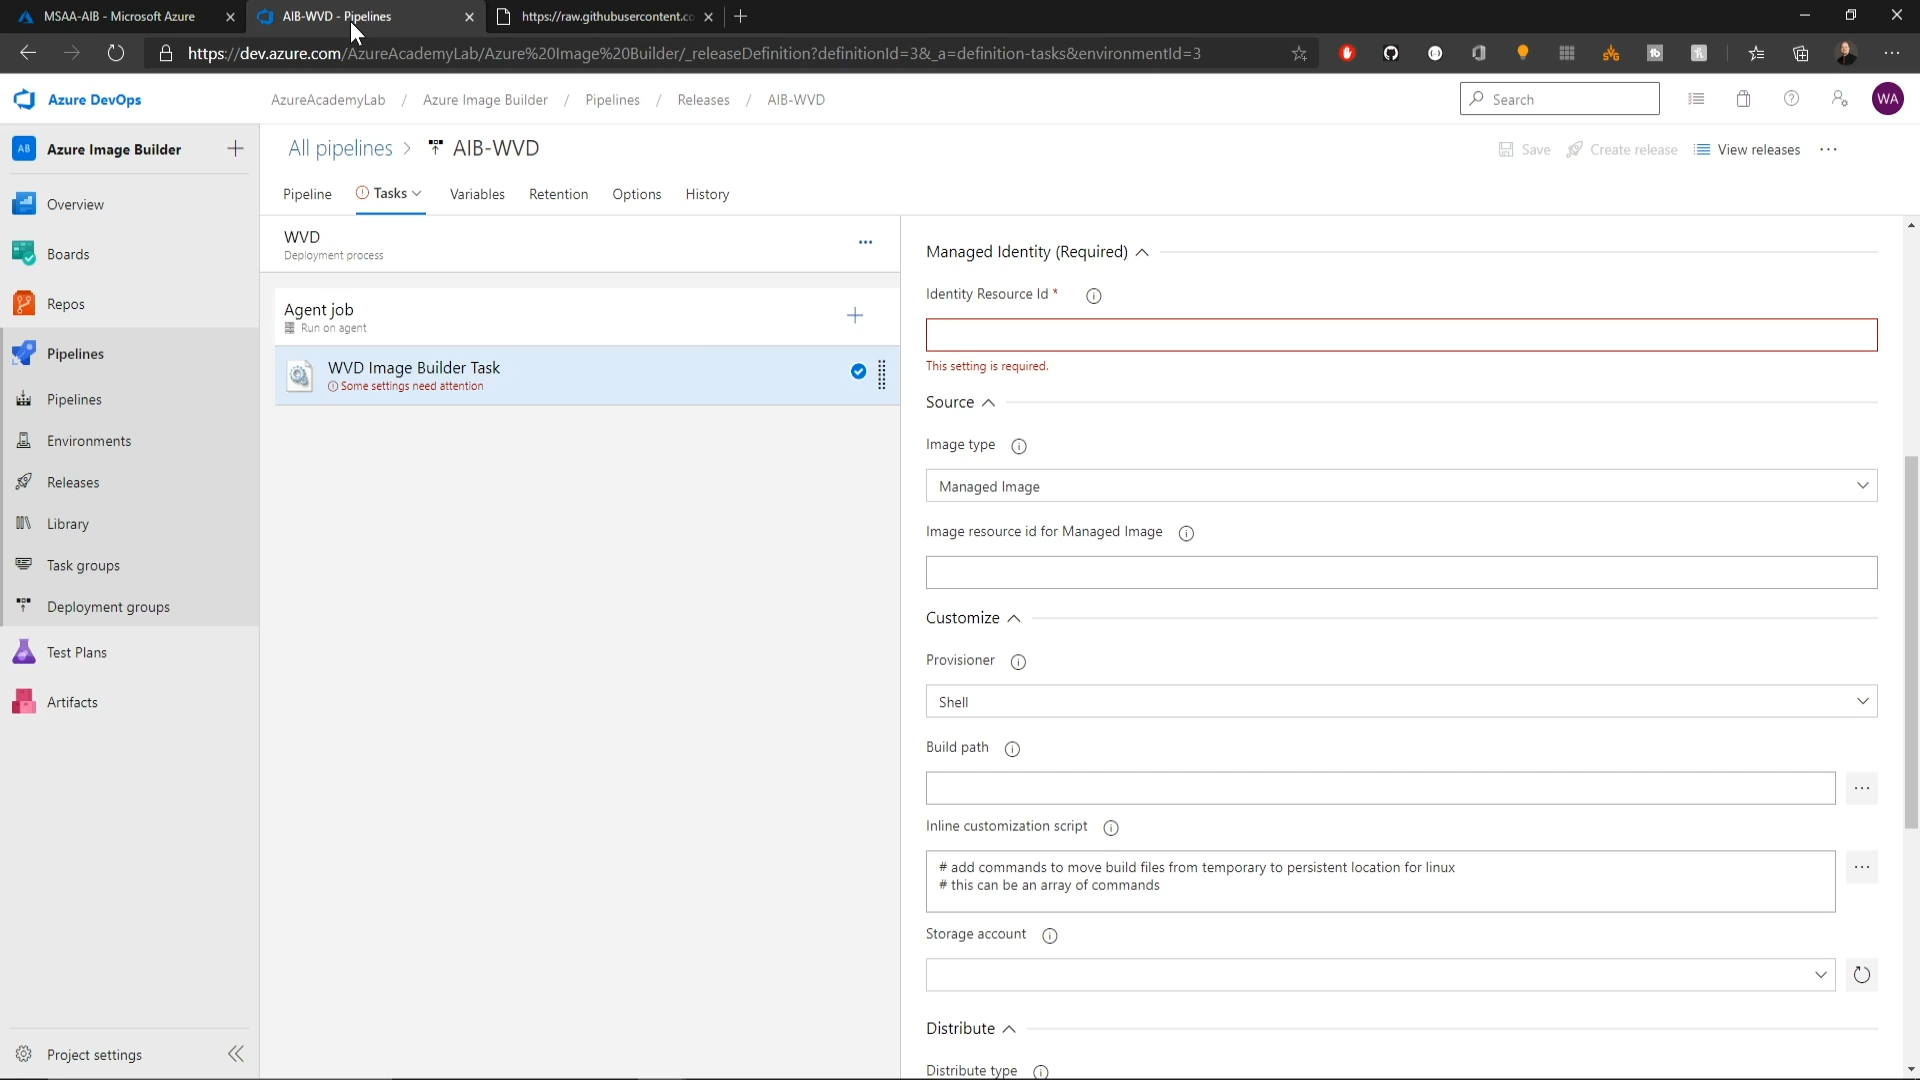 MSAA-AIB - Microsoft Azure
AIB-WVD - Pipelines
https://raw.githubusercontent.cc
https://dev.azure.com/AzureAcademyLab/Azure%20Image%20Builder/_releaseDefinition?definitionId=3&_a=definition-tasks&environmentId=3
Azure DevOps
AzureAcademyLab / Azure Image Builder / Pipelines / Releases / AIB-WVD
Search
WA
AB Azure Image Builder
All pipelines > AIB-WVD
Save
Create release
View releases
Overview
Boards
Repos
Pipelines
Pipelines
Environments
Releases
Library
Task groups
Deployment groups
Test Plans
Artifacts
Project settings
Pipeline
Tasks
Variables
Retention
Options
History
WVD
Deployment process
Agent job
Run on agent
WVD Image Builder Task
Some settings need attention
Managed Identity (Required)
Identity Resource Id *
This setting is required.
Source
Image type
Managed Image
Image resource id for Managed Image
Customize
Provisioner
Shell
Build path
Inline customization script
# add commands to move build files from temporary to persistent location for linux
# this can be an array of commands
Storage account
Distribute
Distribute type